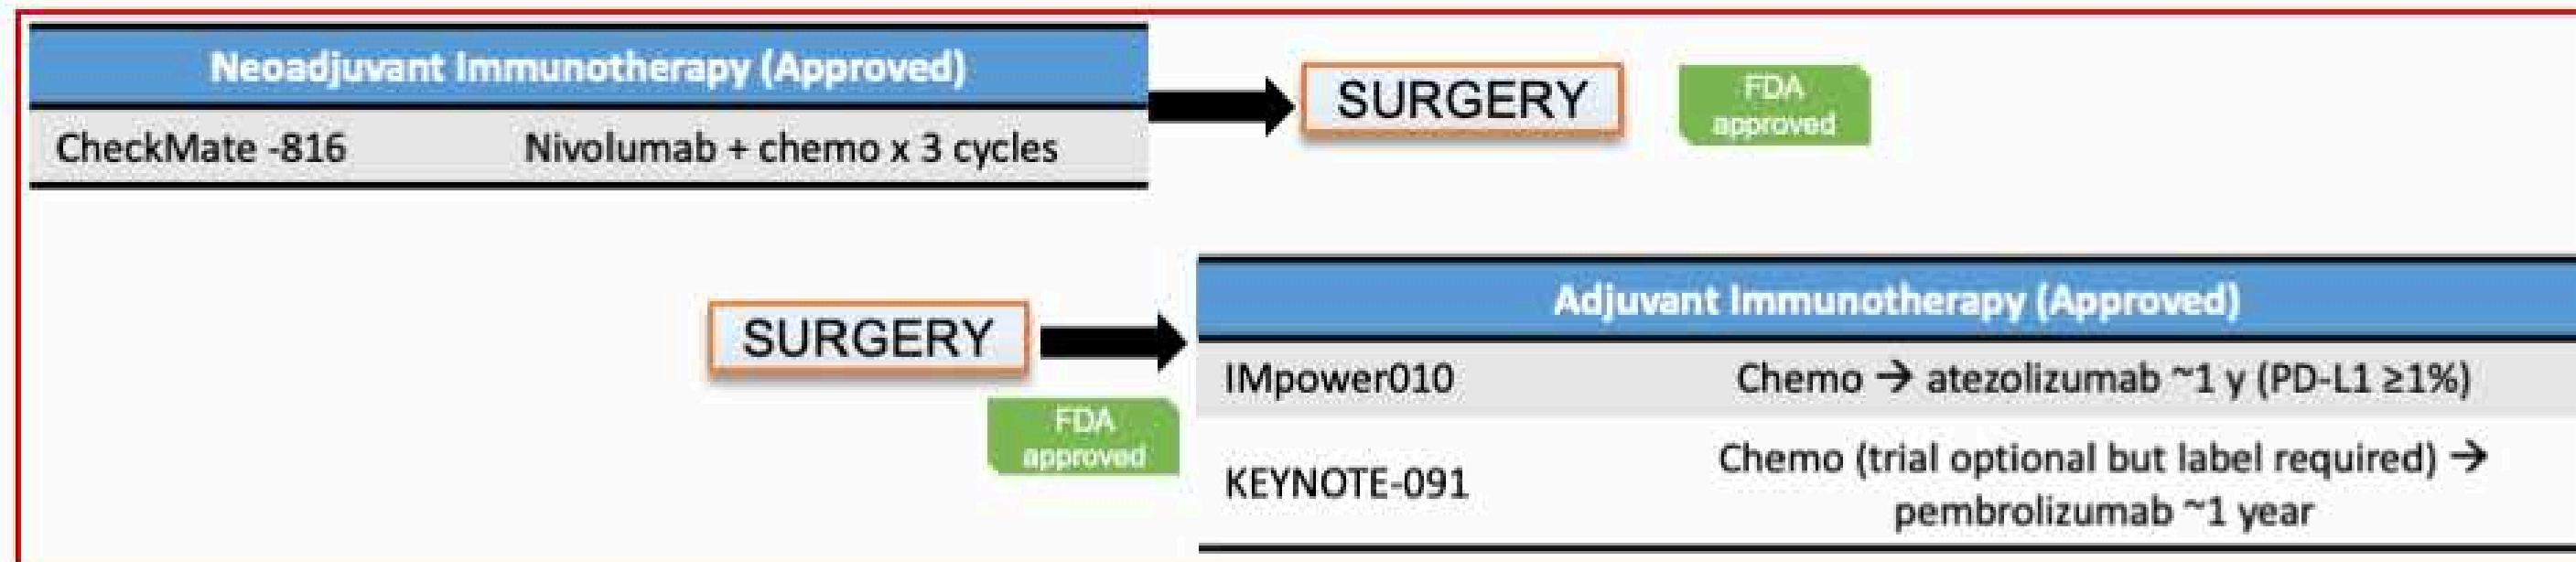 Neoadjuvant Immunotherapy (Approved)
CheckMate -816 Nivolumab + chemo x 3 cycles
SURGERY
FDA
approved
SURGERY
FDA
approved
Adjuvant Immunotherapy (Approved)
IMpower010 Chemo → atezolizumab ~1 y (PD-L1 ≥1%)
KEYNOTE-091 Chemo (trial optional but label required) →
pembrolizumab ~1 year